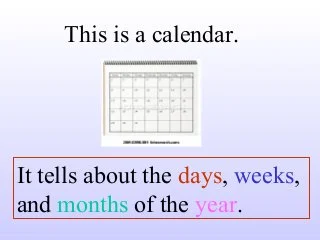 This is a calendar.
It tells about the days, weeks,
and months of the year.